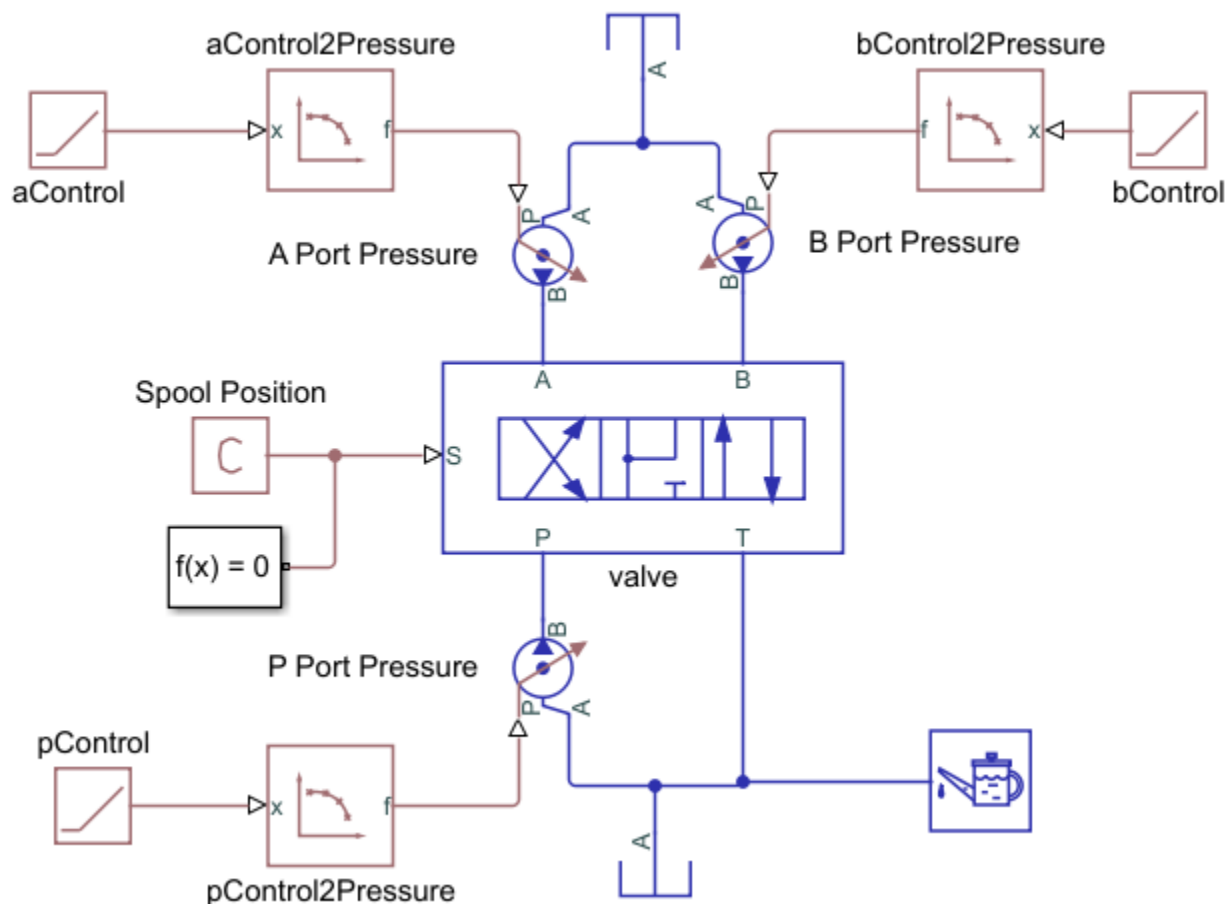 aControl2Pressure
bControl2Pressure
A
x
f
f
x
aControl
bControl
P
A
A
P
A Port Pressure
B Port Pressure
B
B
A
B
Spool Position
C
S
P
T
f(x) = 0
valve
B
P Port Pressure
P
A
pControl
x
f
A
pControl2Pressure